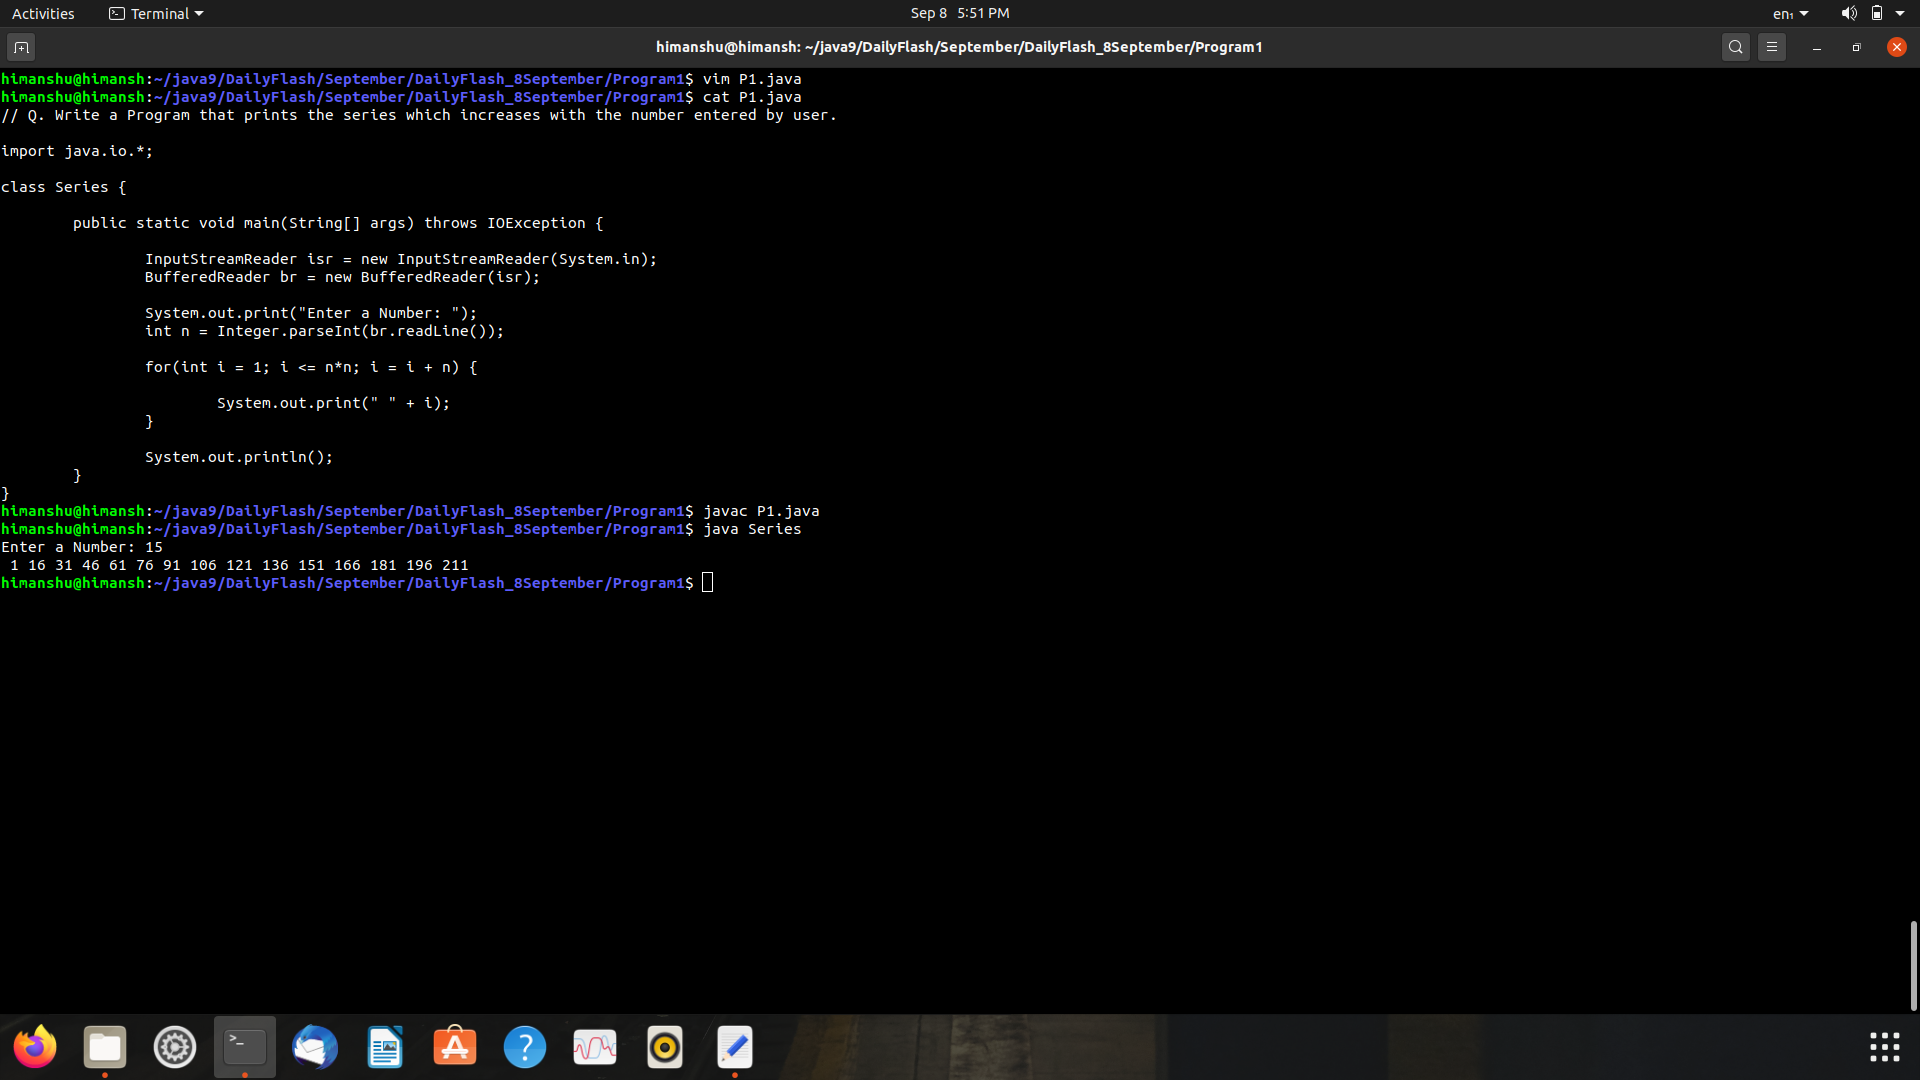 Activities Terminal Sep 8 5:51 PM en₁
himanshu@himansh: ~/java9/DailyFlash/September/DailyFlash_8September/Program1
himanshu@himansh:~/java9/DailyFlash/September/DailyFlash_8September/Program1$ vim P1.java
himanshu@himansh:~/java9/DailyFlash/September/DailyFlash_8September/Program1$ cat P1.java
// Q. Write a Program that prints the series which increases with the number entered by user.

import java.io.*;

class Series {

        public static void main(String[] args) throws IOException {

                InputStreamReader isr = new InputStreamReader(System.in);
                BufferedReader br = new BufferedReader(isr);

                System.out.print("Enter a Number: ");
                int n = Integer.parseInt(br.readLine());

                for(int i = 1; i <= n*n; i = i + n) {

                        System.out.print(" " + i);
                }

                System.out.println();
        }
}
himanshu@himansh:~/java9/DailyFlash/September/DailyFlash_8September/Program1$ javac P1.java
himanshu@himansh:~/java9/DailyFlash/September/DailyFlash_8September/Program1$ java Series
Enter a Number: 15
 1 16 31 46 61 76 91 106 121 136 151 166 181 196 211
himanshu@himansh:~/java9/DailyFlash/September/DailyFlash_8September/Program1$